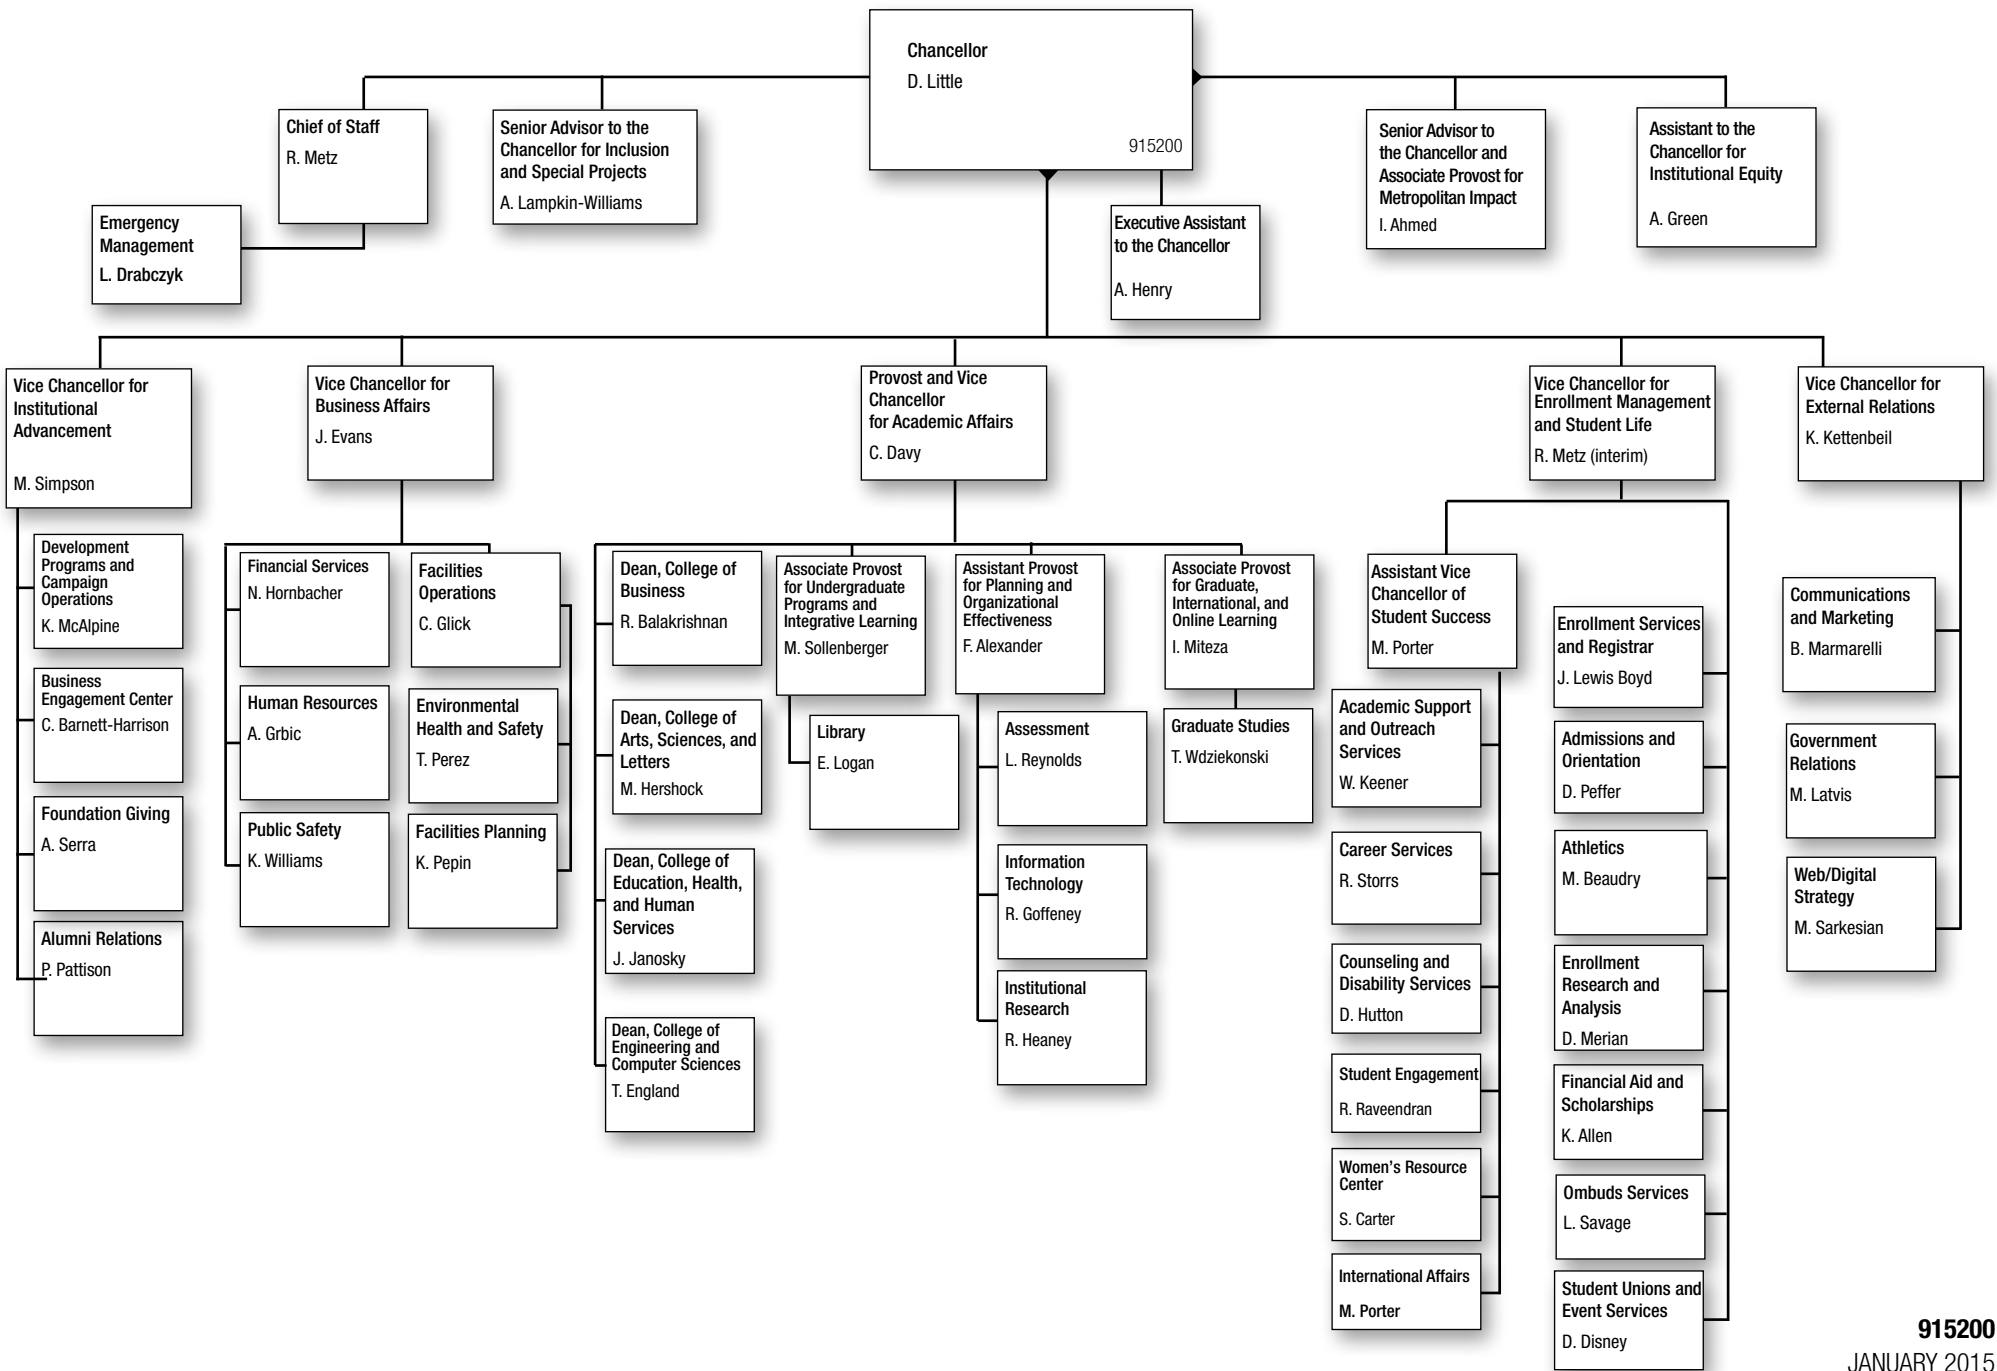 Chancellor
D. Little
915200
Chief of Staff
R. Metz
Senior Advisor to the
Chancellor for Inclusion
and Special Projects
A. Lampkin-Williams
Senior Advisor to
the Chancellor and
Associate Provost for
Metropolitan Impact
I. Ahmed
Assistant to the
Chancellor for
Institutional Equity
A. Green
Emergency
Management
L. Drabczyk
Executive Assistant
to the Chancellor
A. Henry
Vice Chancellor for
Institutional
Advancement
M. Simpson
Vice Chancellor for
Business Affairs
J. Evans
Provost and Vice
Chancellor
for Academic Affairs
C. Davy
Vice Chancellor for
Enrollment Management
and Student Life
R. Metz (interim)
Vice Chancellor for
External Relations
K. Kettenbeil
Development
Programs and
Campaign
Operations
K. McAlpine
Business
Engagement Center
C. Barnett-Harrison
Foundation Giving
A. Serra
Alumni Relations
P. Pattison
Financial Services
N. Hornbacher
Human Resources
A. Grbic
Public Safety
K. Williams
Facilities
Operations
C. Glick
Environmental
Health and Safety
T. Perez
Facilities Planning
K. Pepin
Dean, College of
Business
R. Balakrishnan
Dean, College of
Arts, Sciences, and
Letters
M. Hershock
Dean, College of
Education, Health,
and Human
Services
J. Janosky
Dean, College of
Engineering and
Computer Sciences
T. England
Associate Provost
for Undergraduate
Programs and
Integrative Learning
M. Sollenberger
Library
E. Logan
Assistant Provost
for Planning and
Organizational
Effectiveness
F. Alexander
Assessment
L. Reynolds
Information
Technology
R. Goffeney
Institutional
Research
R. Heaney
Associate Provost
for Graduate,
International, and
Online Learning
I. Miteza
Graduate Studies
T. Wdziekonski
Assistant Vice
Chancellor of
Student Success
M. Porter
Academic Support
and Outreach
Services
W. Keener
Career Services
R. Storrs
Counseling and
Disability Services
D. Hutton
Student Engagement
R. Raveendran
Women's Resource
Center
S. Carter
International Affairs
M. Porter
Enrollment Services
and Registrar
J. Lewis Boyd
Admissions and
Orientation
D. Peffer
Athletics
M. Beaudry
Enrollment
Research and
Analysis
D. Merian
Financial Aid and
Scholarships
K. Allen
Ombuds Services
L. Savage
Student Unions and
Event Services
D. Disney
Communications
and Marketing
B. Marmarelli
Government
Relations
M. Latvis
Web/Digital
Strategy
M. Sarkesian
915200
JANUARY 2015